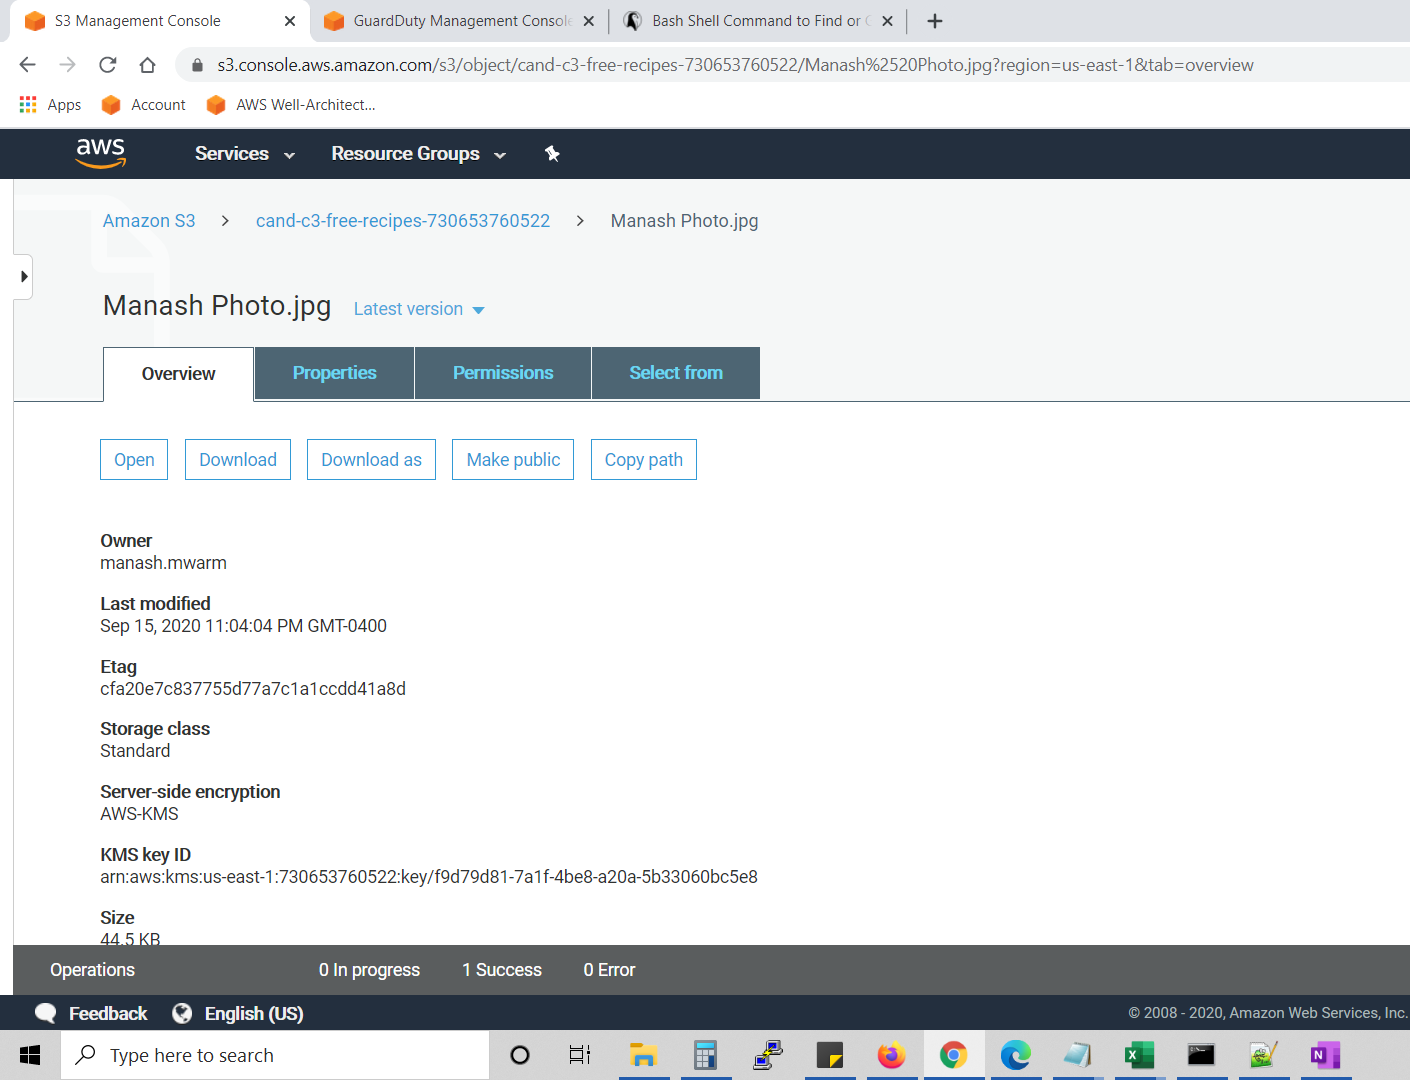 S3 Management Console
GuardDuty Management Console
Bash Shell Command to Find or
s3.console.aws.amazon.com/s3/object/cand-c3-free-recipes-730653760522/Manash%2520Photo.jpg?region=us-east-1&tab=overview
Apps
Account
AWS Well-Architect...
aws
Services
Resource Groups
Amazon S3 > cand-c3-free-recipes-730653760522 > Manash Photo.jpg
Manash Photo.jpg
Latest version
Overview
Properties
Permissions
Select from
Open
Download
Download as
Make public
Copy path
Owner
manash.mwarm
Last modified
Sep 15, 2020 11:04:04 PM GMT-0400
Etag
cfa20e7c837755d77a7c1a1ccdd41a8d
Storage class
Standard
Server-side encryption
AWS-KMS
KMS key ID
arn:aws:kms:us-east-1:730653760522:key/f9d79d81-7a1f-4be8-a20a-5b33060bc5e8
Size
44.5 KB
Operations
0 In progress
1 Success
0 Error
Feedback
English (US)
© 2008 - 2020, Amazon Web Services, Inc.
Type here to search